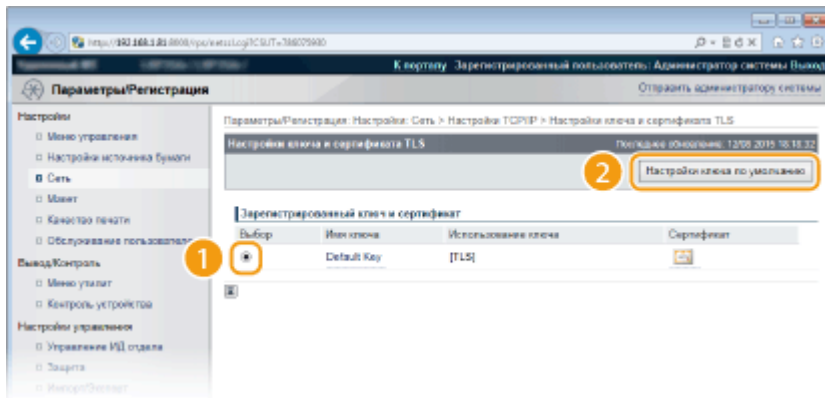 К порталу Зарегистрированный пользователь: Администратор системы Выход
Параметры/Регистрация
Отправить администратору системы
Настройки
Меню управления
Настройки источника бумаги
Сеть
Макет
Качество печати
Обслуживание пользователе
Вывод/Контроль
Меню утилит
Контроль устройства
Настройки управления
Управление ИД отдела
Защита
Импорт/Экспорт
Параметры/Регистрация: Настройки: Сеть > Настройки TCP/IP > Настройки ключа и сертификата TLS
Настройки ключа и сертификата TLS
Последнее обновление: 12/08 2015 18:18:32
2
Настройки ключа по умолчанию
Зарегистрированный ключ и сертификат
Выбор Имя ключа Использование ключа Сертификат
1
Default Key [TLS]